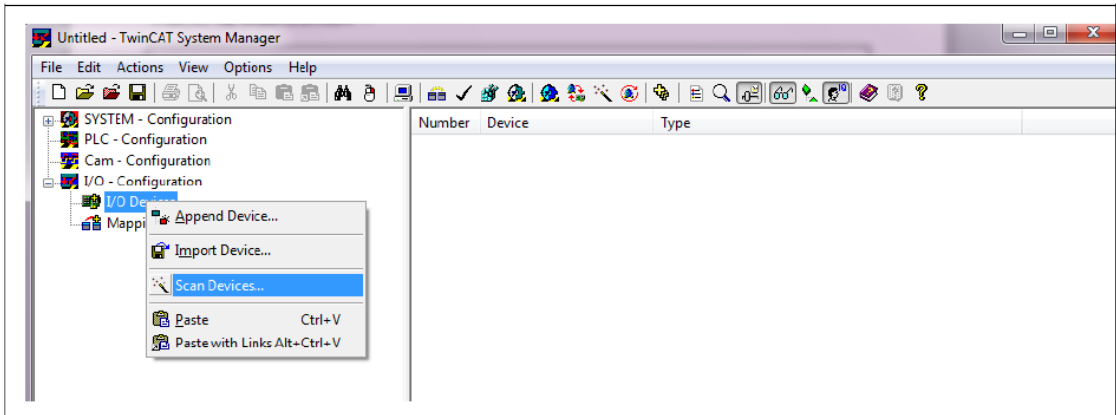 Untitled - TwinCAT System Manager
File Edit Actions View Options Help
SYSTEM - Configuration
PLC - Configuration
Cam - Configuration
I/O - Configuration
I/O Devices
Mappi
Append Device...
Import Device...
Scan Devices...
Paste Ctrl+V
Paste with Links Alt+Ctrl+V
Number Device Type